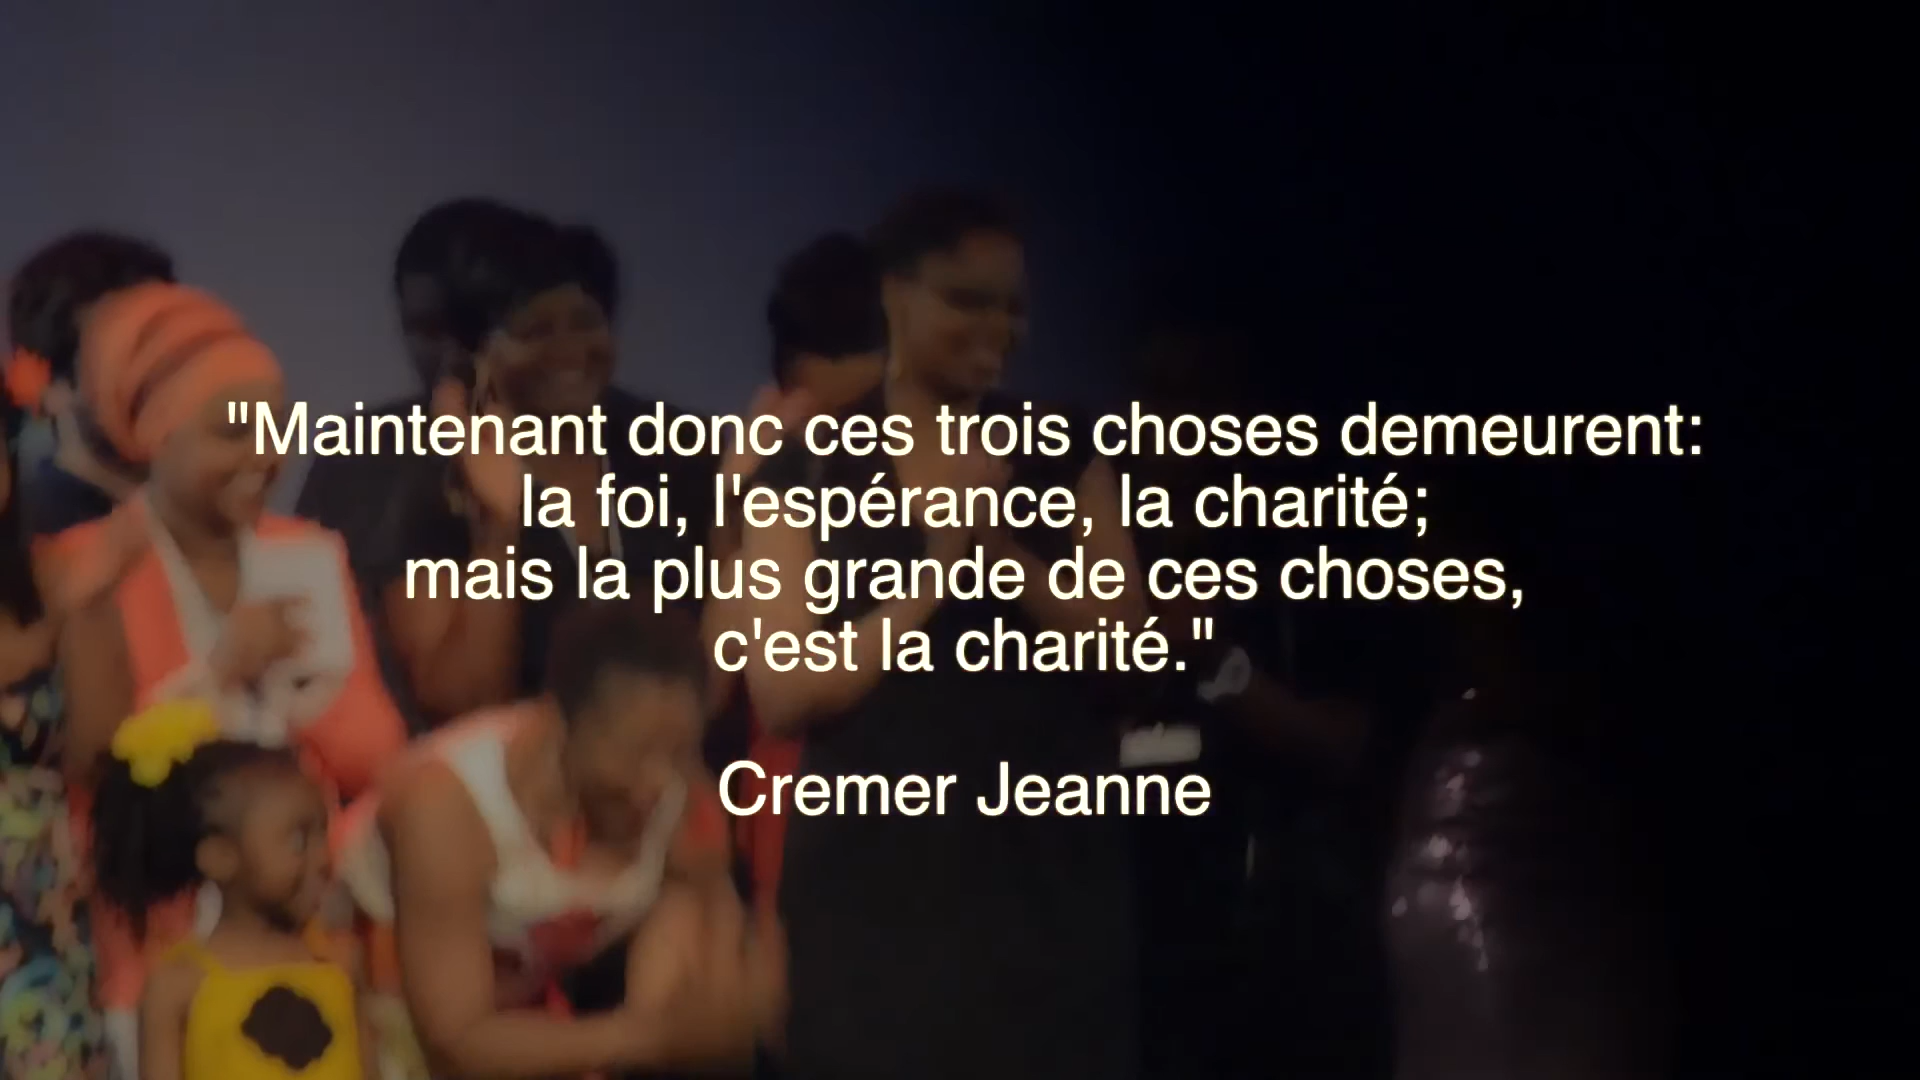 "Maintenant donc ces trois choses demeurent:
la foi, l'espérance, la charité;
mais la plus grande de ces choses,
c'est la charité."
Cremer Jeanne